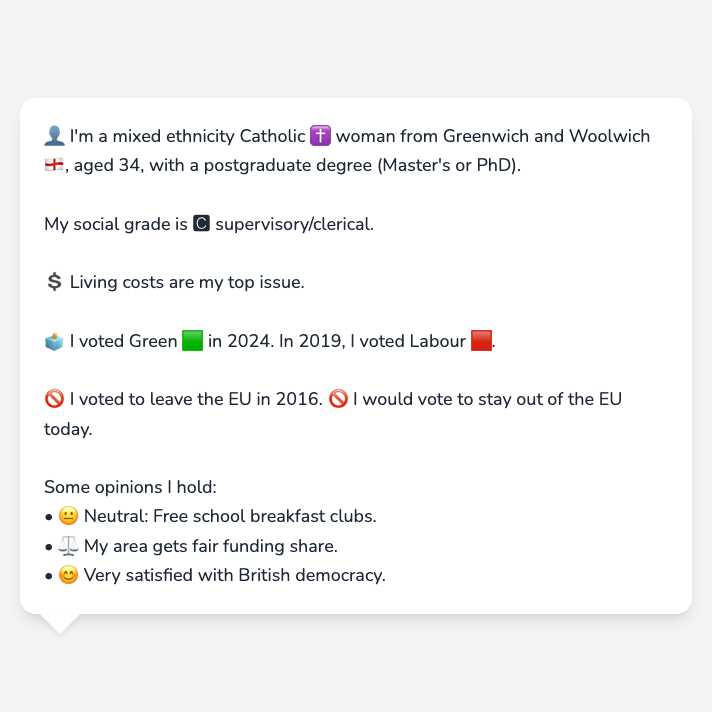 👤 I'm a mixed ethnicity Catholic ✝️ woman from Greenwich and Woolwich
🏴󠁧󠁢󠁥󠁮󠁧󠁿, aged 34, with a postgraduate degree (Master's or PhD).
My social grade is 🅲 supervisory/clerical.
💲 Living costs are my top issue.
🗳️ I voted Green 🟩 in 2024. In 2019, I voted Labour 🟥.
🚫 I voted to leave the EU in 2016. 🚫 I would vote to stay out of the EU
today.
Some opinions I hold:
• 😐 Neutral: Free school breakfast clubs.
• ⚖️ My area gets fair funding share.
• 😊 Very satisfied with British democracy.